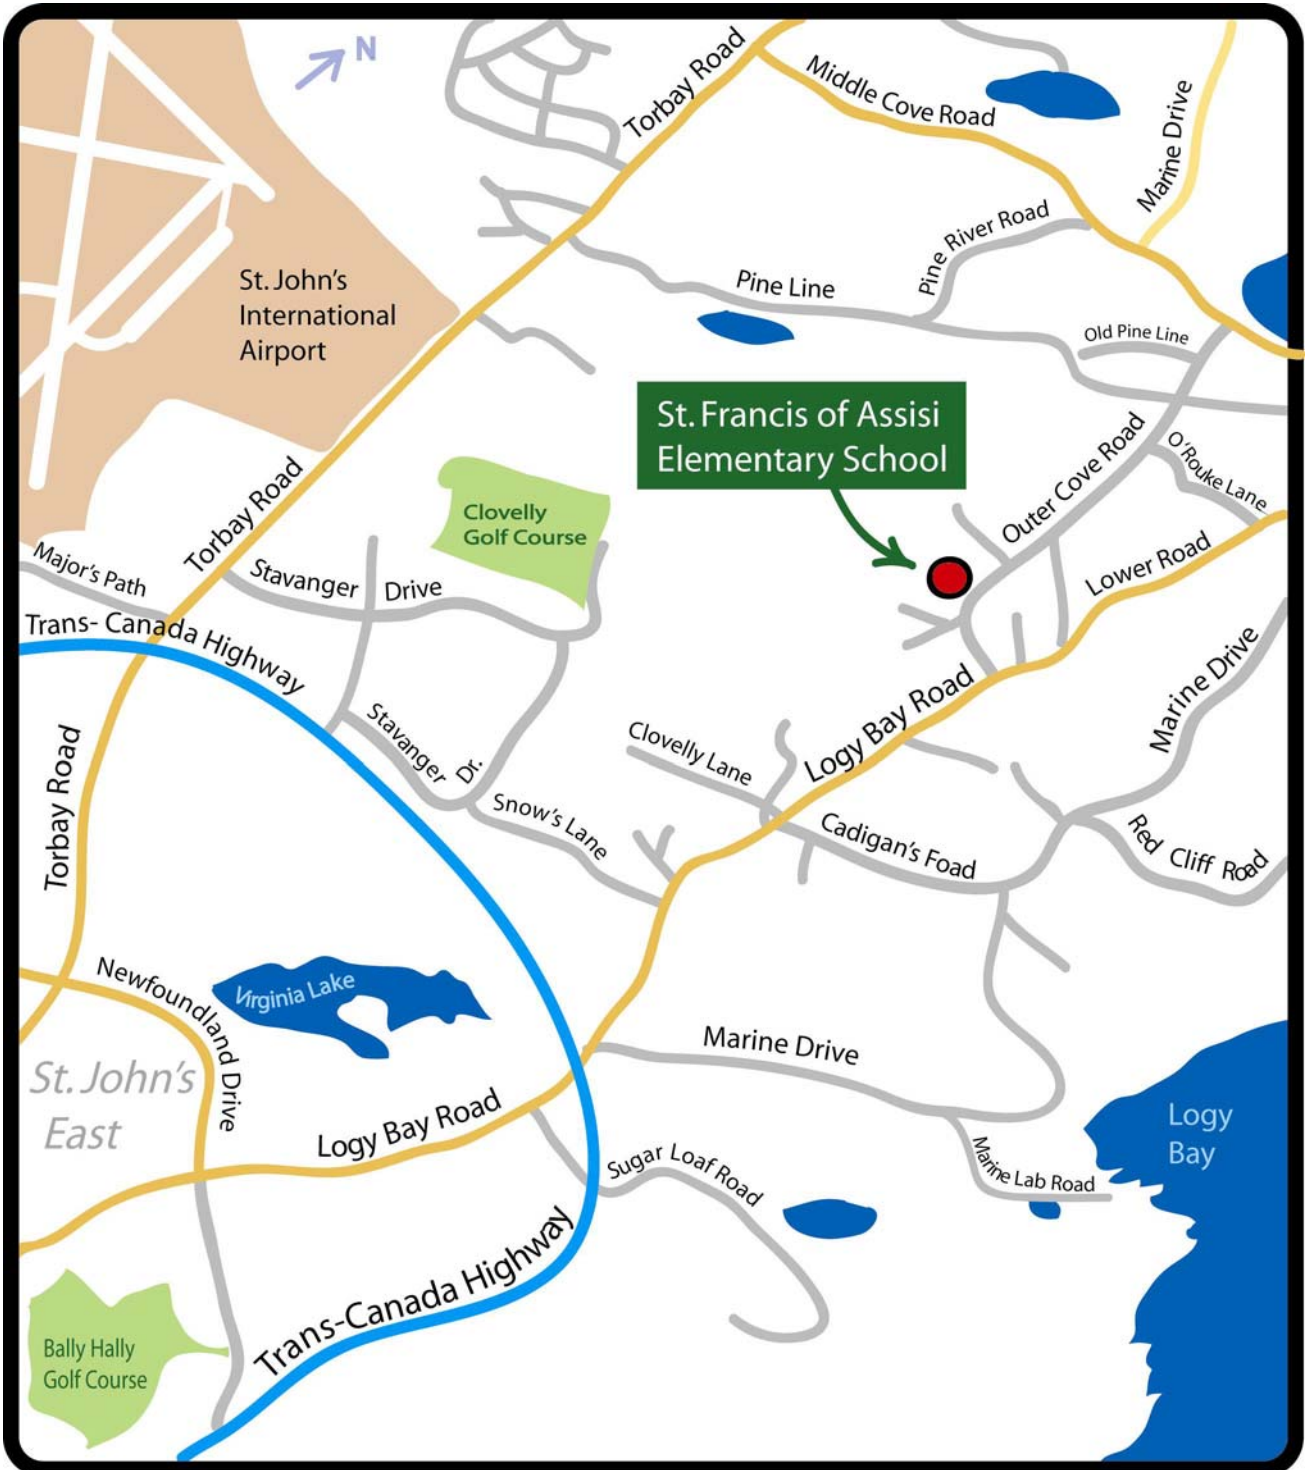 N
Torbay Road
Middle Cove Road
Marine Drive
Pine River Road
St. John's
International
Airport
Pine Line
Old Pine Line
St. Francis of Assisi
Elementary School
Outer Cove Road
O'Rouke Lane
Torbay Road
Clovelly
Golf Course
Major's Path
Stavanger Drive
Lower Road
Trans- Canada Highway
Marine Drive
Logy Bay Road
Stavanger Dr.
Clovelly Lane
Torbay Road
Snow's Lane
Cadigan's Foad
Red Cliff Road
Newfoundland Drive
Virginia Lake
Marine Drive
St. John's
East
Logy Bay Road
Logy
Bay
Sugar Loaf Road
Marine Lab Road
Trans-Canada Highway
Bally Hally
Golf Course